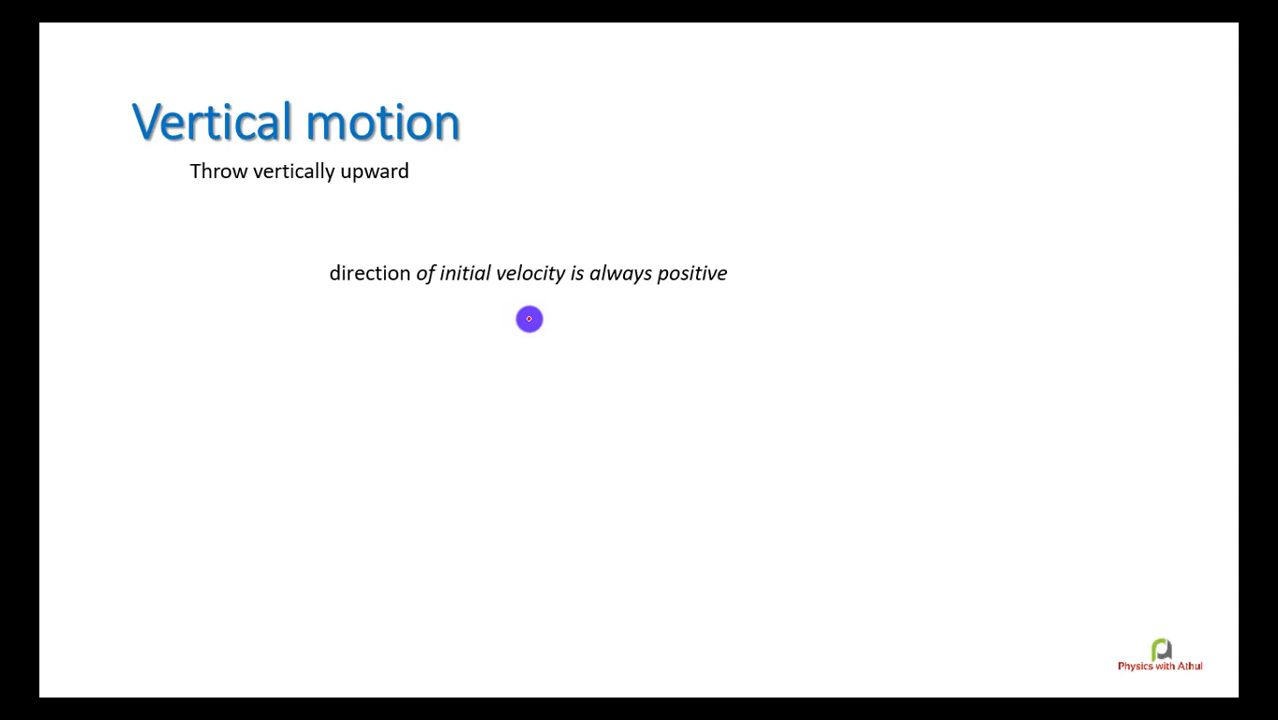 Vertical motion
Throw vertically upward
direction of initial velocity is always positive
Physics with Athul